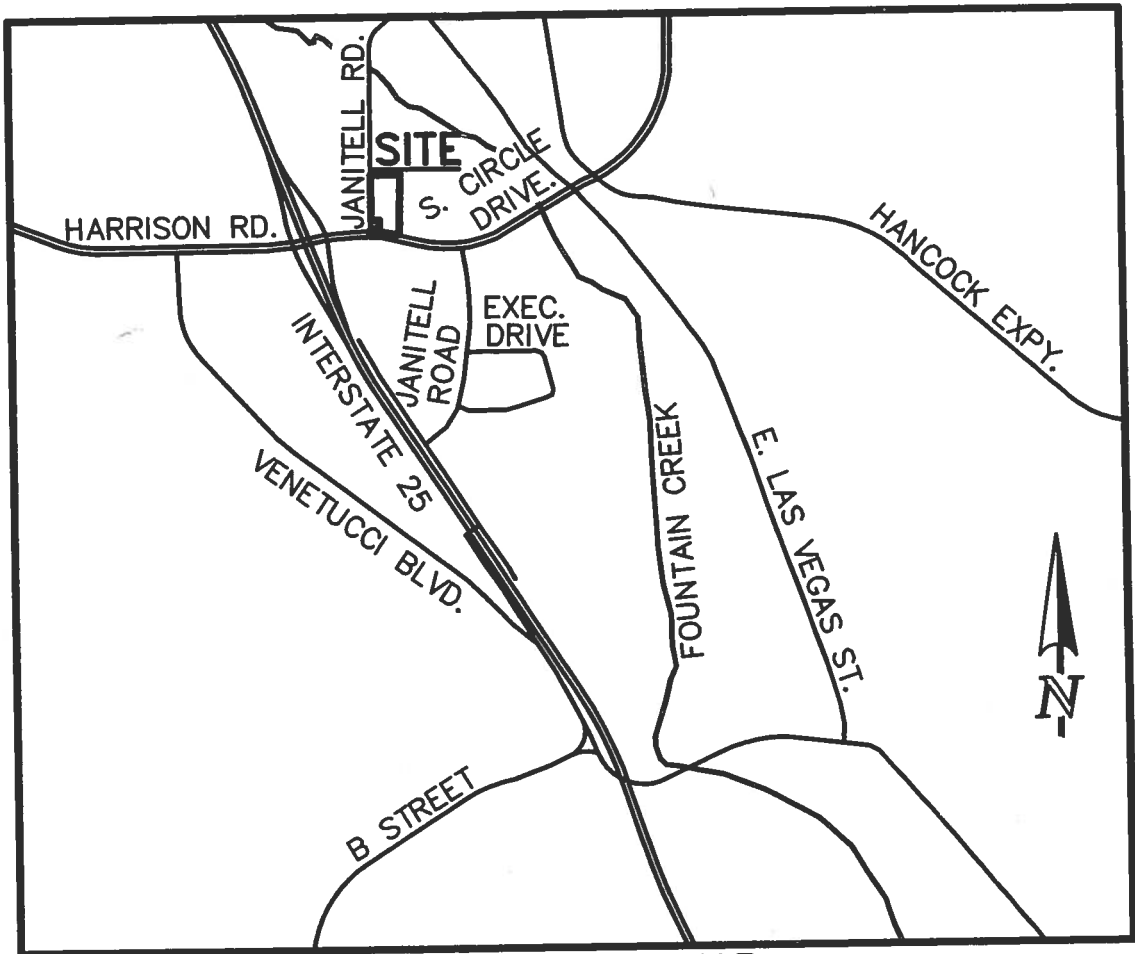 JANITELL RD.
SITE
S. CIRCLE
DRIVE.
HARRISON RD.
HANCOCK EXPY.
EXEC.
DRIVE
JANITELL
ROAD
INTERSTATE 25
VENETUCCI BLVD.
FOUNTAIN CREEK
E. LAS VEGAS ST.
N
B STREET